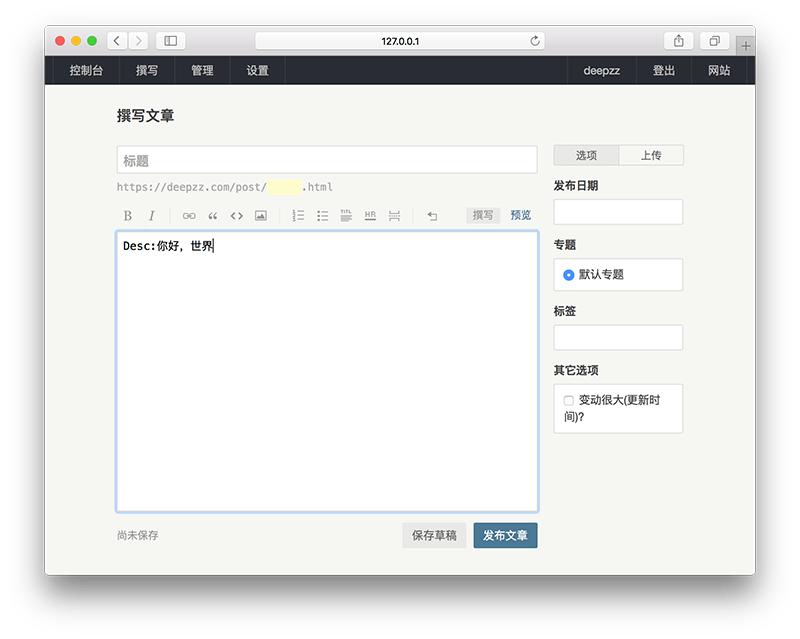 127.0.0.1
控制台 撰写 管理 设置 deepzz 登出 网站
撰写文章
标题
https://deepzz.com/post/ .html
B I TITL HR 撰写 预览
Desc:你好，世界
尚未保存 保存草稿 发布文章
选项 上传
发布日期
专题
默认专题
标签
其它选项
变动很大(更新时
间)?